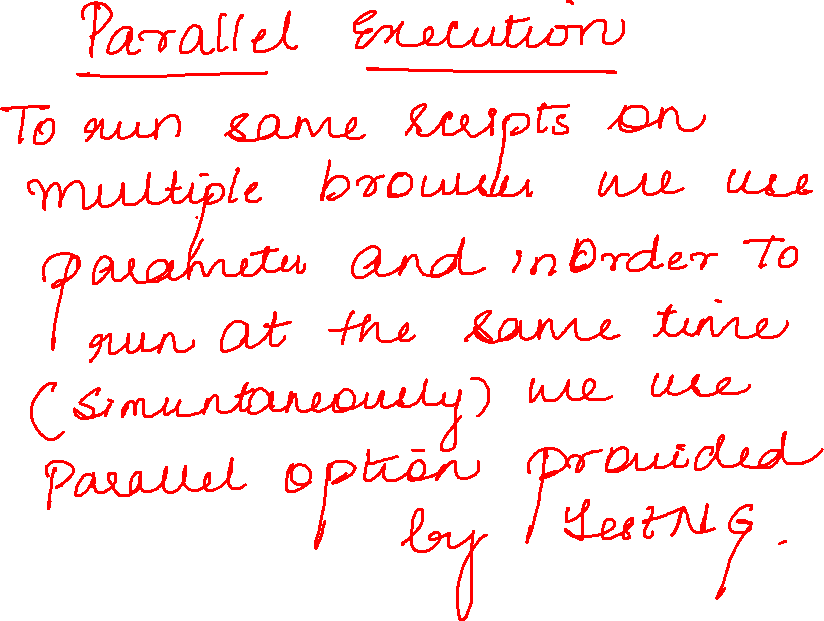 Parallel Execution
To run same scripts on
multiple browser we use
parameter and inorder To
run at the same time
(Simuntaneously) we use
Parallel option provided
by TestNG.